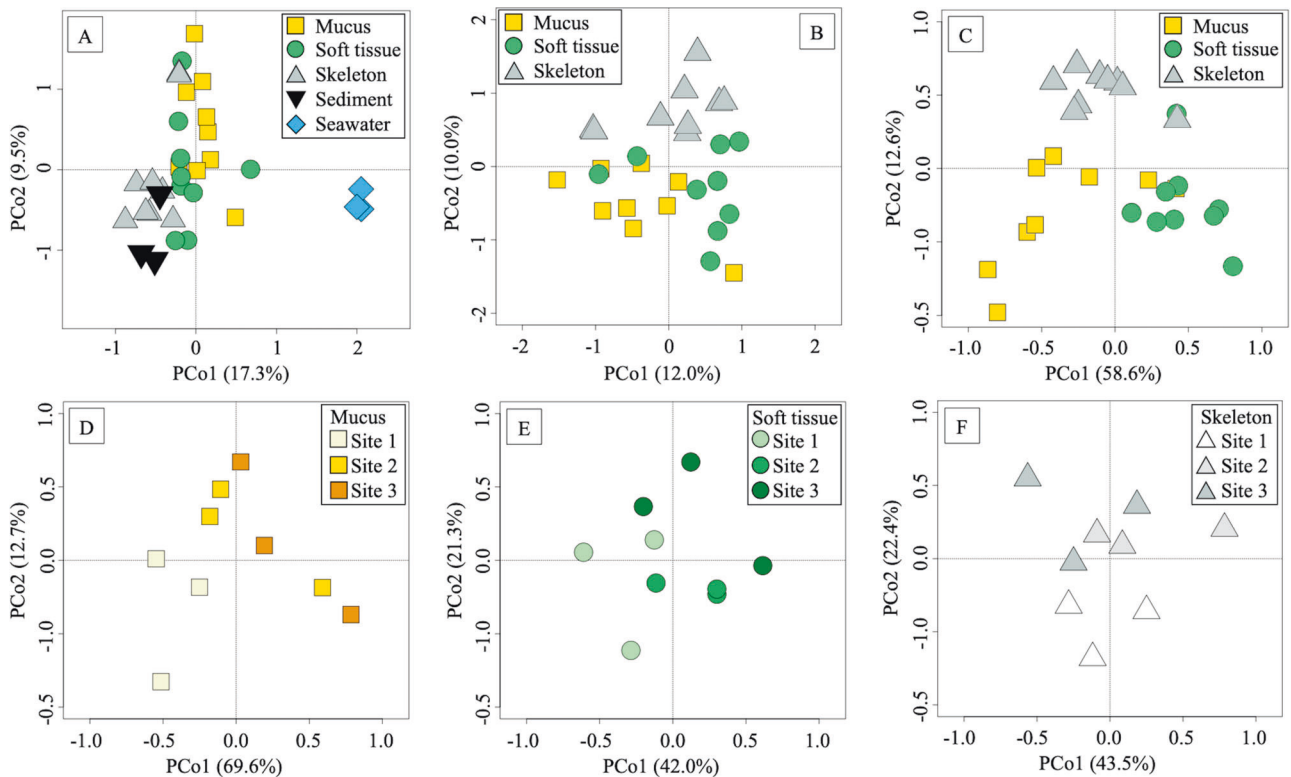 A
Mucus
Soft tissue
Skeleton
Sediment
Seawater
PCo2 (9.5%)
1
0
-1
-1 0 1 2
PCo1 (17.3%)
B
Mucus
Soft tissue
Skeleton
PCo2 (10.0%)
2
1
0
-1
-2
-2 -1 0 1 2
PCo1 (12.0%)
C
Mucus
Soft tissue
Skeleton
PCo2 (12.6%)
1.0
0.5
0.0
-1.0
-0.5
-1.0 -0.5 0.0 0.5 1.0
PCo1 (58.6%)
D
Mucus
Site 1
Site 2
Site 3
PCo2 (12.7%)
1.0
0.5
0.0
-1.0
-0.5
-1.0 -0.5 0.0 0.5 1.0
PCo1 (69.6%)
E
Soft tissue
Site 1
Site 2
Site 3
PCo2 (21.3%)
1.0
0.5
0.0
-1.0
-0.5
-1.0 -0.5 0.0 0.5 1.0
PCo1 (42.0%)
F
Skeleton
Site 1
Site 2
Site 3
PCo2 (22.4%)
1.0
0.5
0.0
-1.0
-0.5
-1.0 -0.5 0.0 0.5 1.0
PCo1 (43.5%)